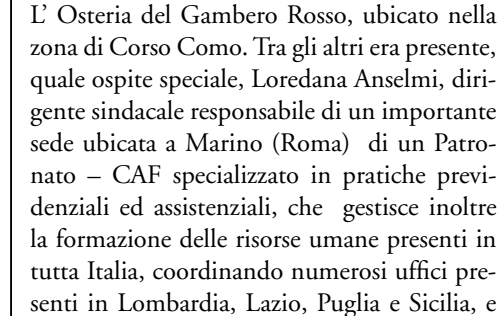 L’ Osteria del Gambero Rosso, ubicato nella
zona di Corso Como. Tra gli altri era presente,
quale ospite speciale, Loredana Anselmi, diri-
gente sindacale responsabile di un importante
sede ubicata a Marino (Roma)  di un Patro-
nato – CAF specializzato in pratiche previ-
denziali ed assistenziali, che  gestisce inoltre
la formazione delle risorse umane presenti in
tutta Italia, coordinando numerosi uffici pre-
senti in Lombardia, Lazio, Puglia e Sicilia, e